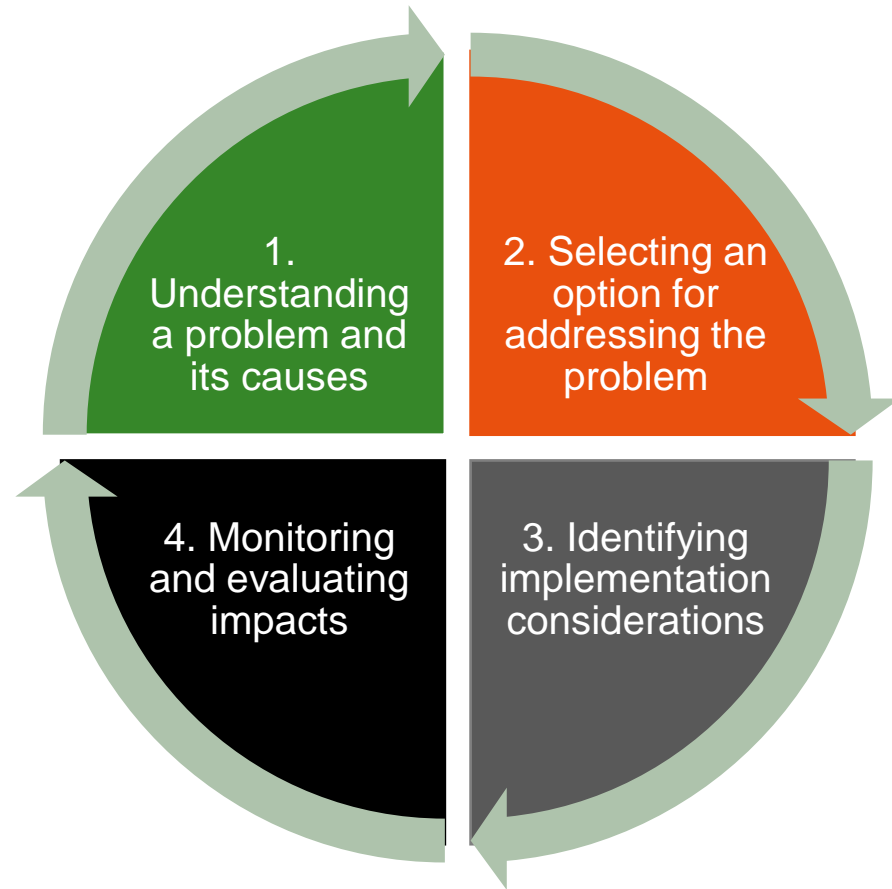 1.
Understanding
a problem and
its causes
2. Selecting an
option for
addressing the
problem
3. Identifying
implementation
considerations
4. Monitoring
and evaluating
impacts